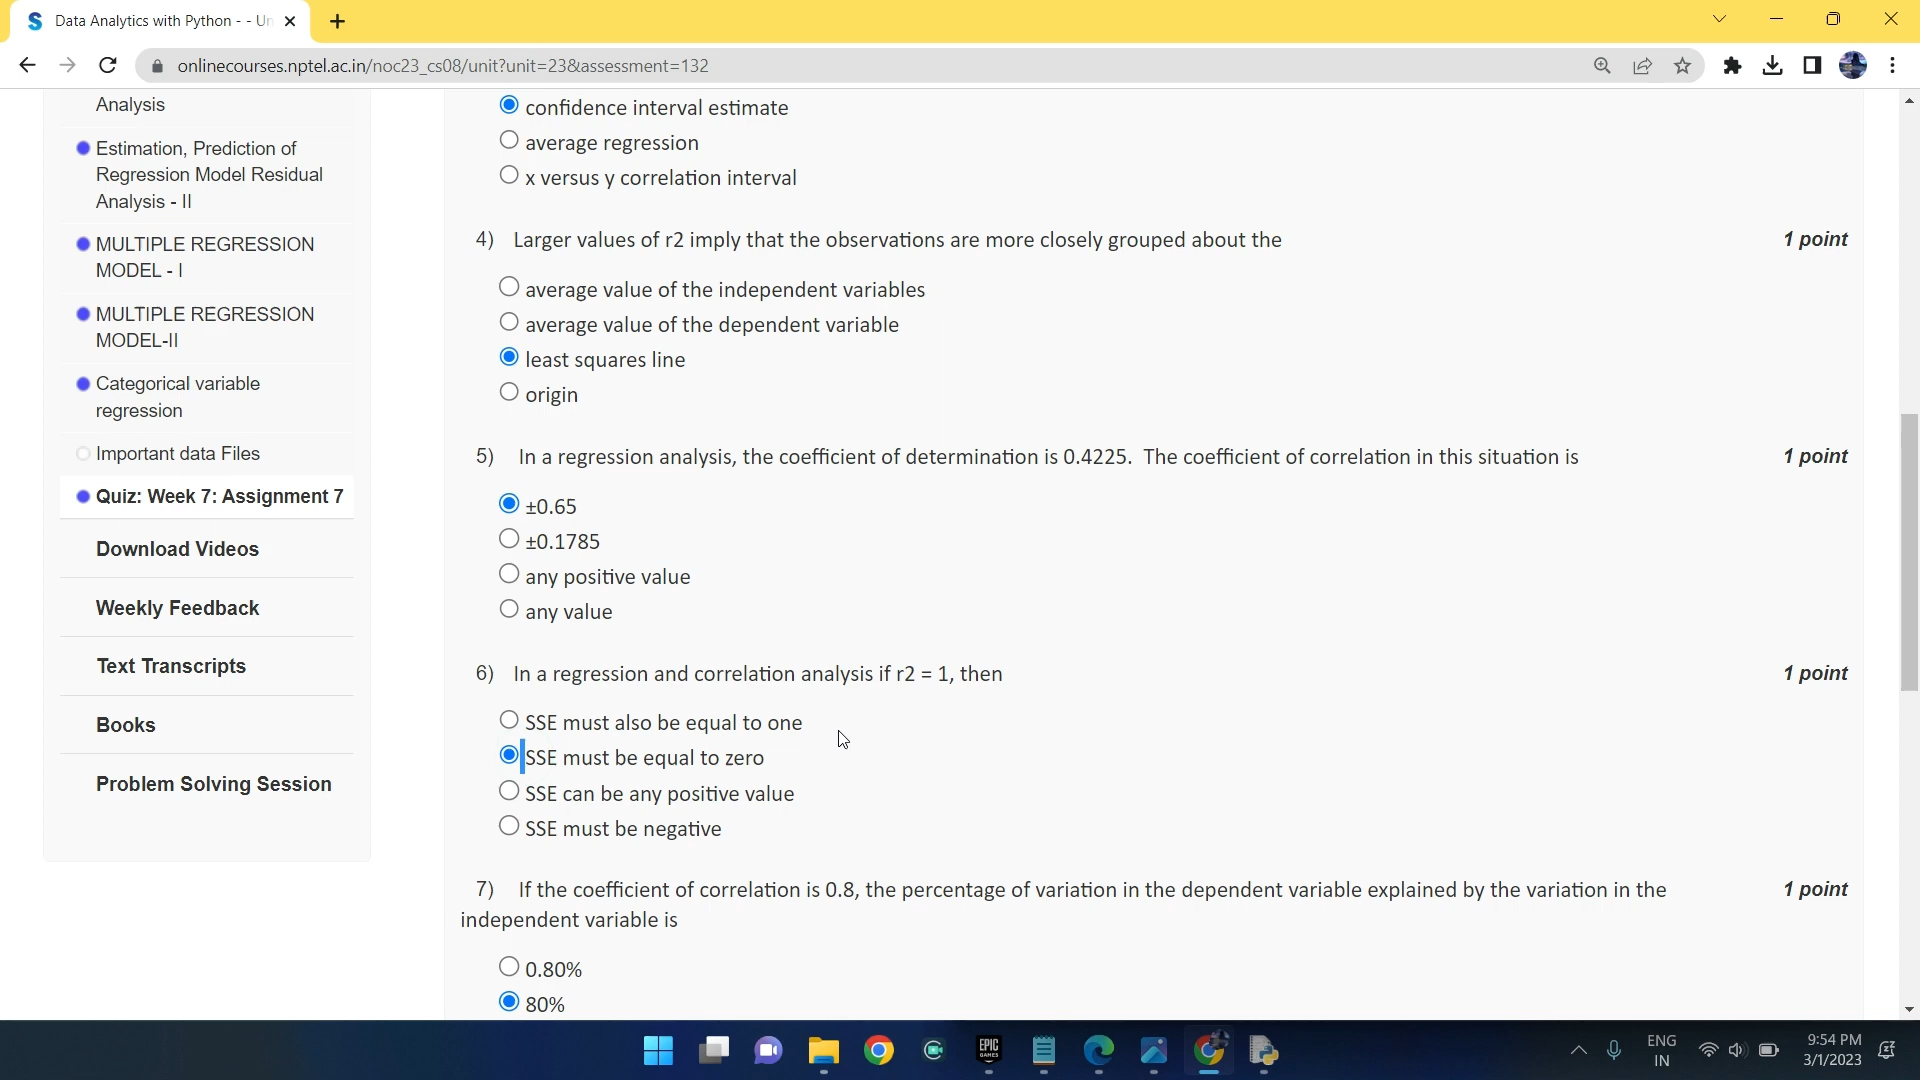 Data Analytics with Python - - Un
onlinecourses.nptel.ac.in/noc23_cs08/unit?unit=23&assessment=132
Analysis
Estimation, Prediction of
Regression Model Residual
Analysis - II
MULTIPLE REGRESSION
MODEL - I
MULTIPLE REGRESSION
MODEL-II
Categorical variable
regression
Important data Files
Quiz: Week 7: Assignment 7
Download Videos
Weekly Feedback
Text Transcripts
Books
Problem Solving Session
confidence interval estimate
average regression
x versus y correlation interval
4) Larger values of r2 imply that the observations are more closely grouped about the 1 point
average value of the independent variables
average value of the dependent variable
least squares line
origin
5) In a regression analysis, the coefficient of determination is 0.4225. The coefficient of correlation in this situation is 1 point
±0.65
±0.1785
any positive value
any value
6) In a regression and correlation analysis if r2 = 1, then 1 point
SSE must also be equal to one
SSE must be equal to zero
SSE can be any positive value
SSE must be negative
7) If the coefficient of correlation is 0.8, the percentage of variation in the dependent variable explained by the variation in the 1 point
independent variable is
0.80%
80%
EPIC
GAMES
ENG
IN
9:54 PM
3/1/2023